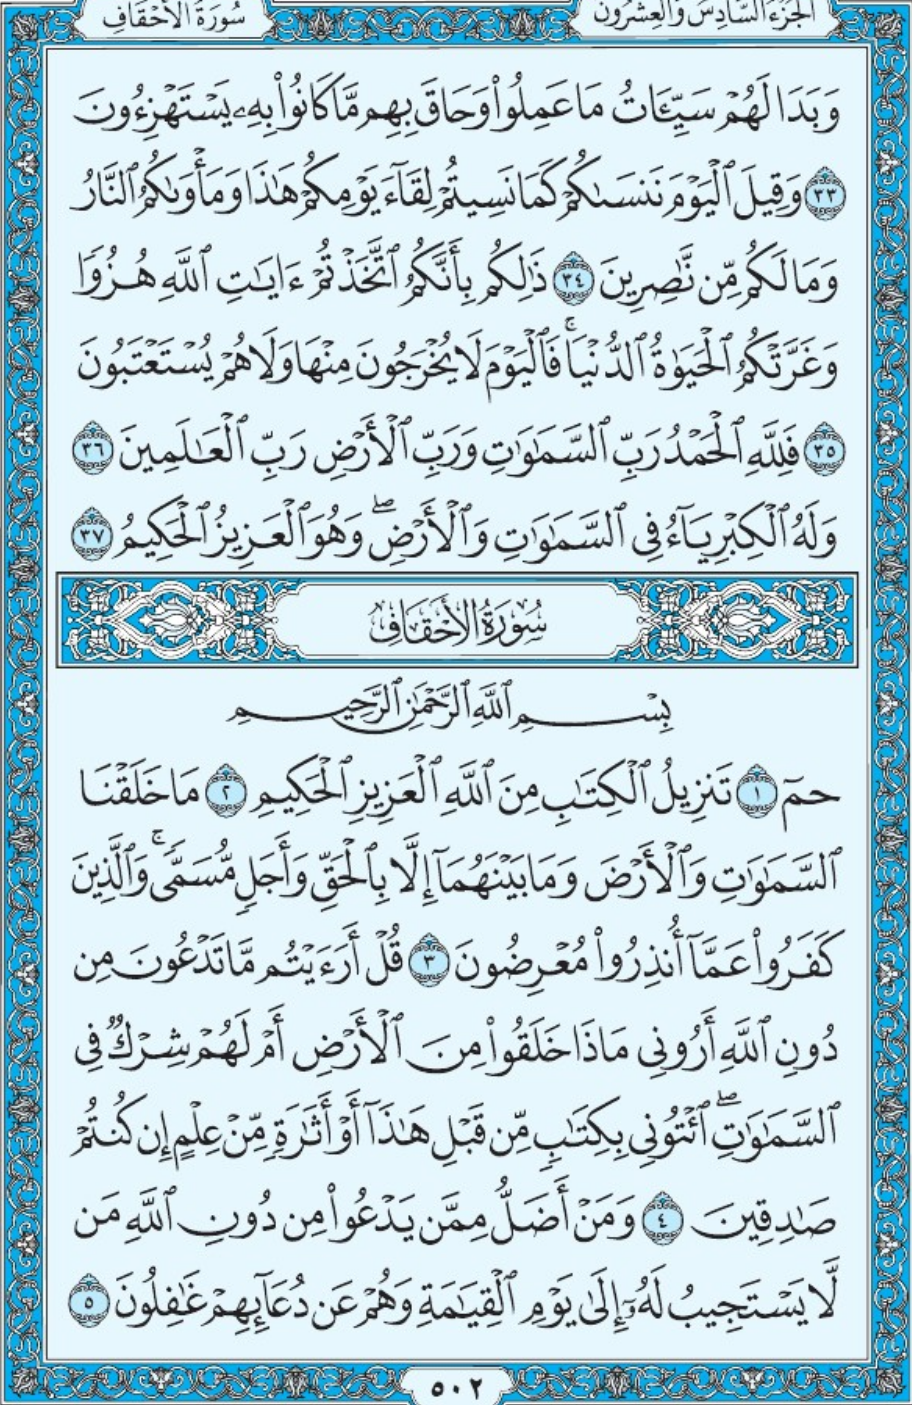 الجزء السادس والعشرون
سورة الأحقاف
وَبَدَا لَهُمْ سَيِّـَٔاتُ مَا عَمِلُوا۟ وَحَاقَ بِهِم مَّا كَانُوا۟ بِهِۦ يَسْتَهْزِءُونَ
٣٣ وَقِيلَ ٱلْيَوْمَ نَنسَىٰكُمْ كَمَا نَسِيتُمْ لِقَآءَ يَوْمِكُمْ هَٰذَا وَمَأْوَىٰكُمُ ٱلنَّارُ
وَمَا لَكُم مِّن نَّٰصِرِينَ ٣٤ ذَٰلِكُم بِأَنَّكُمُ ٱتَّخَذْتُمْ ءَايَٰتِ ٱللَّهِ هُزُوًا
وَغَرَّتْكُمُ ٱلْحَيَوٰةُ ٱلدُّنْيَا ۚ فَٱلْيَوْمَ لَا يُخْرَجُونَ مِنْهَا وَلَا هُمْ يُسْتَعْتَبُونَ
٣٥ فَلِلَّهِ ٱلْحَمْدُ رَبِّ ٱلسَّمَٰوَٰتِ وَرَبِّ ٱلْأَرْضِ رَبِّ ٱلْعَٰلَمِينَ ٣٦
وَلَهُ ٱلْكِبْرِيَآءُ فِى ٱلسَّمَٰوَٰتِ وَٱلْأَرْضِ ۖ وَهُوَ ٱلْعَزِيزُ ٱلْحَكِيمُ ٣٧
سُورَةُ الأَحْقَافِ
بِسْمِ ٱللَّهِ ٱلرَّحْمَٰنِ ٱلرَّحِيمِ
حمٓ ١ تَنزِيلُ ٱلْكِتَٰبِ مِنَ ٱللَّهِ ٱلْعَزِيزِ ٱلْحَكِيمِ ٢ مَا خَلَقْنَا
ٱلسَّمَٰوَٰتِ وَٱلْأَرْضَ وَمَا بَيْنَهُمَآ إِلَّا بِٱلْحَقِّ وَأَجَلٍ مُّسَمًّى ۚ وَٱلَّذِينَ
كَفَرُوا۟ عَمَّآ أُنذِرُوا۟ مُعْرِضُونَ ٣ قُلْ أَرَءَيْتُم مَّا تَدْعُونَ مِن
دُونِ ٱللَّهِ أَرُونِى مَاذَا خَلَقُوا۟ مِنَ ٱلْأَرْضِ أَمْ لَهُمْ شِرْكٌ فِى
ٱلسَّمَٰوَٰتِ ۖ ٱئْتُونِى بِكِتَٰبٍ مِّن قَبْلِ هَٰذَآ أَوْ أَثَٰرَةٍ مِّنْ عِلْمٍ إِن كُنتُمْ
صَٰدِقِينَ ٤ وَمَنْ أَضَلُّ مِمَّن يَدْعُوا۟ مِن دُونِ ٱللَّهِ مَن
لَّا يَسْتَجِيبُ لَهُۥٓ إِلَىٰ يَوْمِ ٱلْقِيَٰمَةِ وَهُمْ عَن دُعَآئِهِمْ غَٰفِلُونَ ٥
٥٠٢